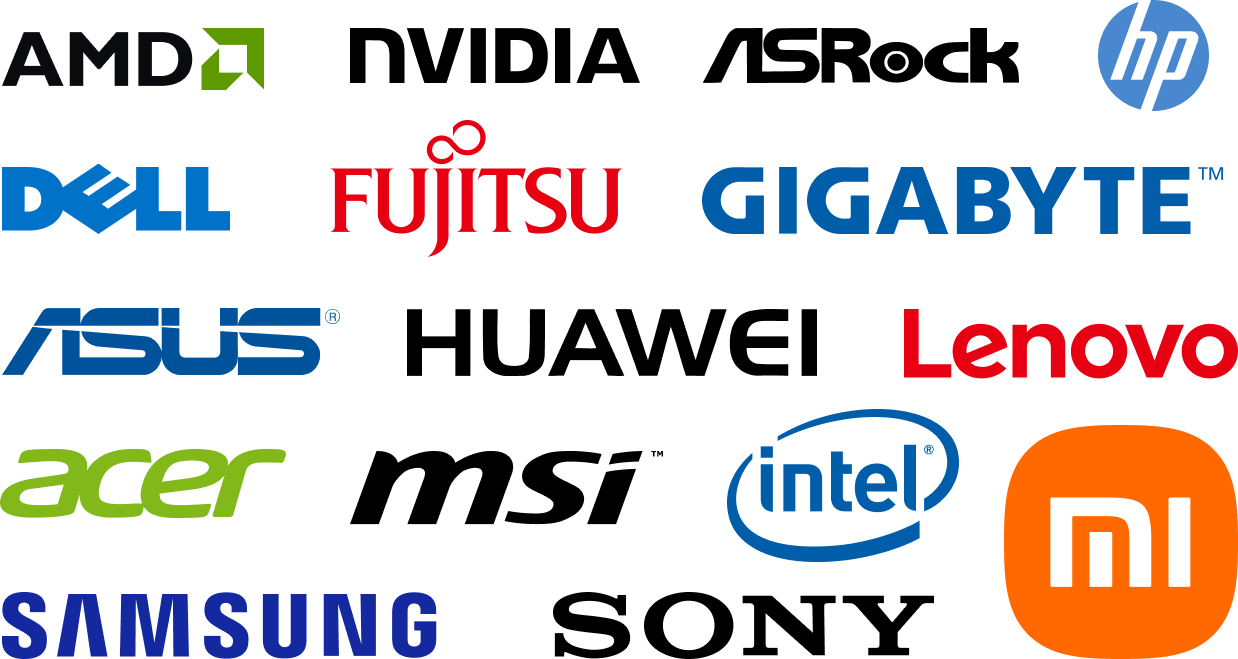 AMD NVIDIA ASRock hp
DELL FUJITSU GIGABYTE™
ASUS® HUAWEI Lenovo
acer msi™ intel® mi
SAMSUNG SONY